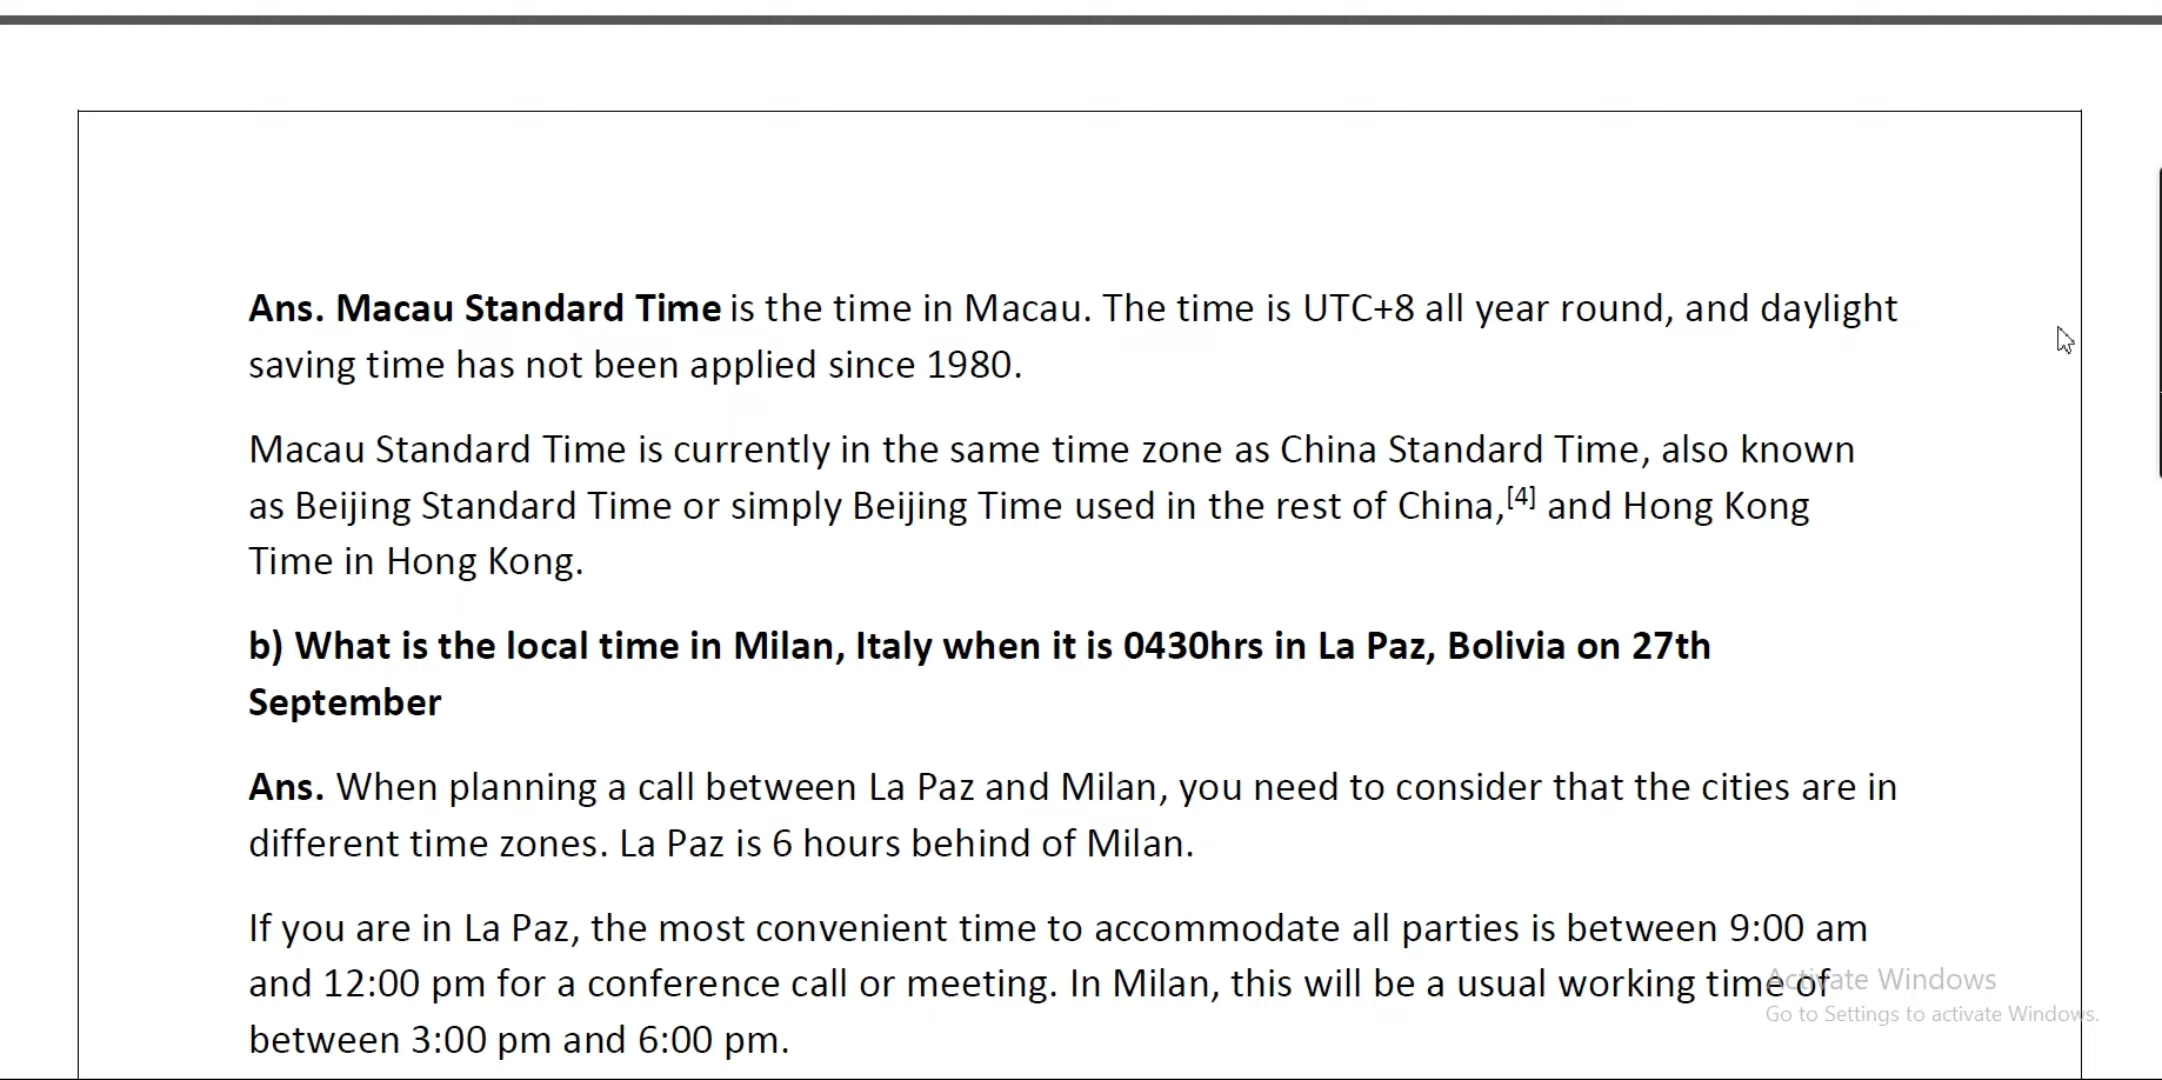 Ans. Macau Standard Time is the time in Macau. The time is UTC+8 all year round, and daylight
saving time has not been applied since 1980.
Macau Standard Time is currently in the same time zone as China Standard Time, also known
as Beijing Standard Time or simply Beijing Time used in the rest of China,[4] and Hong Kong
Time in Hong Kong.
b) What is the local time in Milan, Italy when it is 0430hrs in La Paz, Bolivia on 27th
September
Ans. When planning a call between La Paz and Milan, you need to consider that the cities are in
different time zones. La Paz is 6 hours behind of Milan.
If you are in La Paz, the most convenient time to accommodate all parties is between 9:00 am
and 12:00 pm for a conference call or meeting. In Milan, this will be a usual working time of
between 3:00 pm and 6:00 pm.
Activate Windows
Go to Settings to activate Windows.